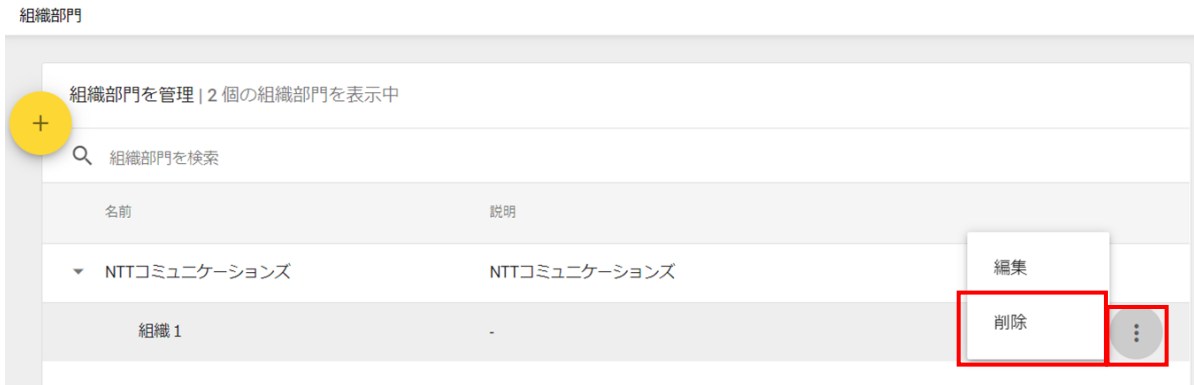 組織部門
組織部門を管理 | 2 個の組織部門を表示中
+
組織部門を検索
名前 説明
NTTコミュニケーションズ NTTコミュニケーションズ 編集
組織 1 - 削除